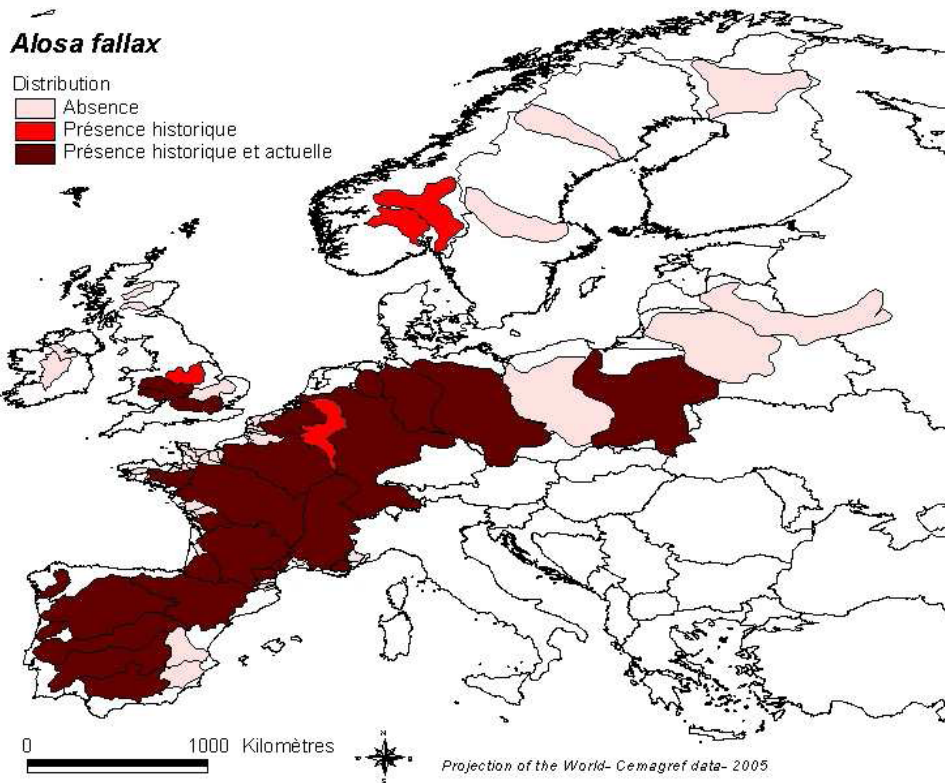 Alosa fallax
Distribution
Absence
Présence historique
Présence historique et actuelle
0 1000 Kilomètres
N
S
Projection of the World- Cemagref data- 2005